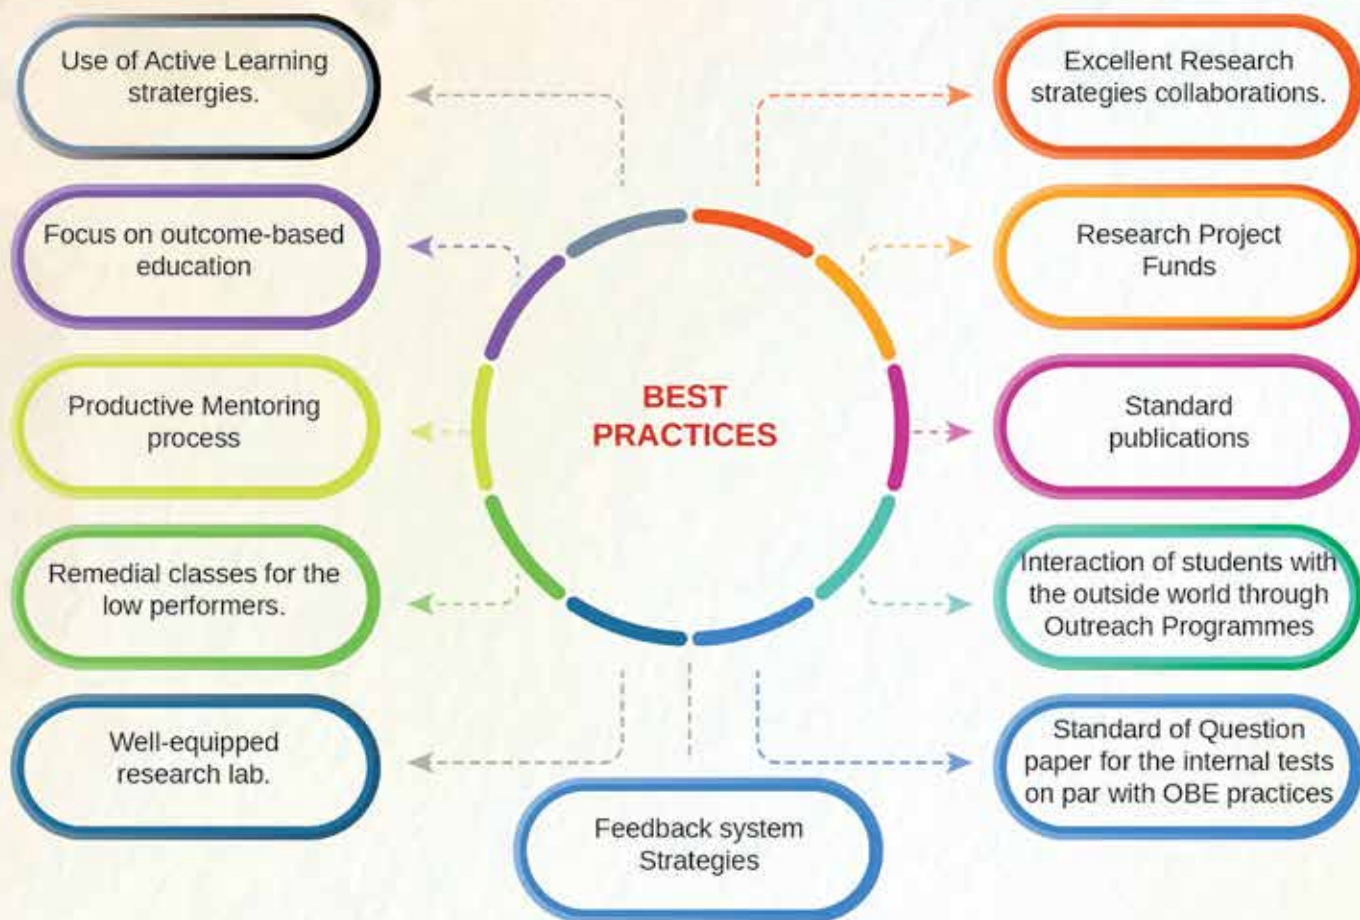 Use of Active Learning
stratergies.
Focus on outcome-based
education
Productive Mentoring
process
Remedial classes for the
low performers.
Well-equipped
research lab.
BEST
PRACTICES
Feedback system
Strategies
Excellent Research
strategies collaborations.
Research Project
Funds
Standard
publications
Interaction of students with
the outside world through
Outreach Programmes
Standard of Question
paper for the internal tests
on par with OBE practices